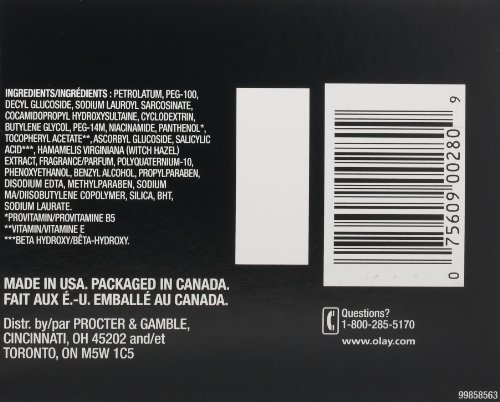 INGREDIENTS/INGRÉDIENTS : PETROLATUM, PEG-100,
DECYL GLUCOSIDE, SODIUM LAUROYL SARCOSINATE,
COCAMIDOPROPYL HYDROXYSULTAINE, CYCLODEXTRIN,
BUTYLENE GLYCOL, PEG-14M, NIACINAMIDE, PANTHENOL*,
TOCOPHERYL ACETATE**, ASCORBYL GLUCOSIDE, SALICYLIC
ACID***, HAMAMELIS VIRGINIANA (WITCH HAZEL)
EXTRACT, FRAGRANCE/PARFUM, POLYQUATERNIUM-10,
PHENOXYETHANOL, BENZYL ALCOHOL, PROPYLPARABEN,
DISODIUM EDTA, METHYLPARABEN, SODIUM
MA/DIISOBUTYLENE COPOLYMER, SILICA, BHT,
SODIUM LAURATE.
*PROVITAMIN/PROVITAMINE B5
**VITAMIN/VITAMINE E
***BETA HYDROXY/BÊTA-HYDROXY.
MADE IN USA. PACKAGED IN CANADA.
FAIT AUX É.-U. EMBALLÉ AU CANADA.
Distr. by/par PROCTER & GAMBLE,
CINCINNATI, OH 45202 and/et
TORONTO, ON M5W 1C5
0 75609 00280 9
Questions?
1-800-285-5170
www.olay.com
99858563